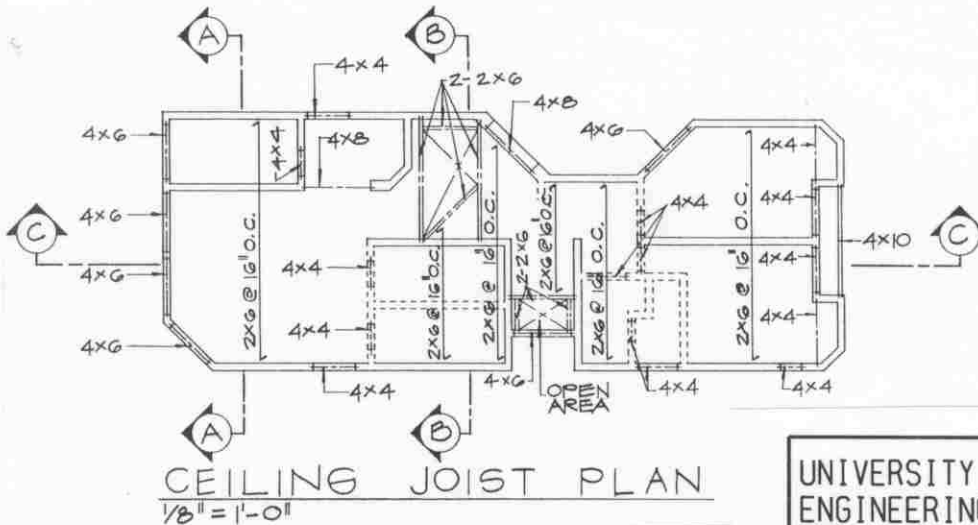 A
B
4×4
2-2×6
4×8
4×6
4×6
4×4
4×8
4×4
4×4
4×6
2×6 @ 16" O.C.
2×6 @ 16" O.C.
2×6 @ 16" O.C.
2×6 @ 16" O.C.
2×6 @ 16" O.C.
2×6 @ 16" O.C.
4×4
C
4×10
C
4×6
4×4
2-2×6
4×4
4×4
4×4
4×6
4×4
4×6
OPEN
AREA
4×4
4×4
A
B
CEILING JOIST PLAN
1/8" = 1'-0"
UNIVERSITY
ENGINEERING